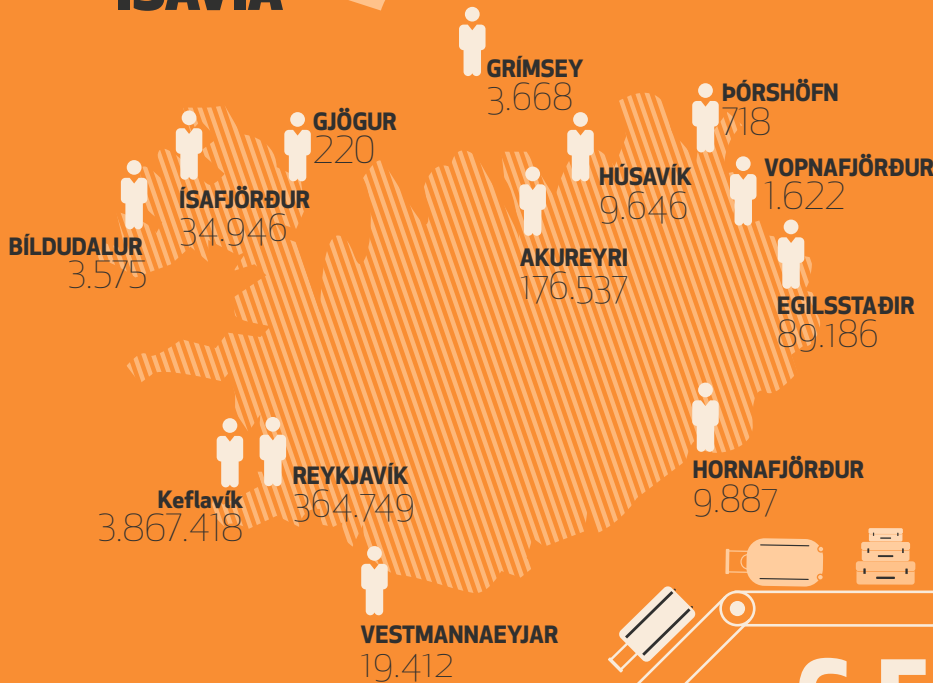 ISAVIA
GRÍMSEY
3.668
ÞÓRSHÖFN
718
GJÖGUR
220
VOPNAFJÖRÐUR
1.622
HÚSAVÍK
9.646
ÍSAFJÖRÐUR
34.946
BÍLDUDALUR
3.575
AKUREYRI
176.537
EGILSSTAÐIR
89.186
HORNAFJÖRÐUR
9.887
REYKJAVÍK
364.749
Keflavík
3.867.418
VESTMANNAEYJAR
19.412